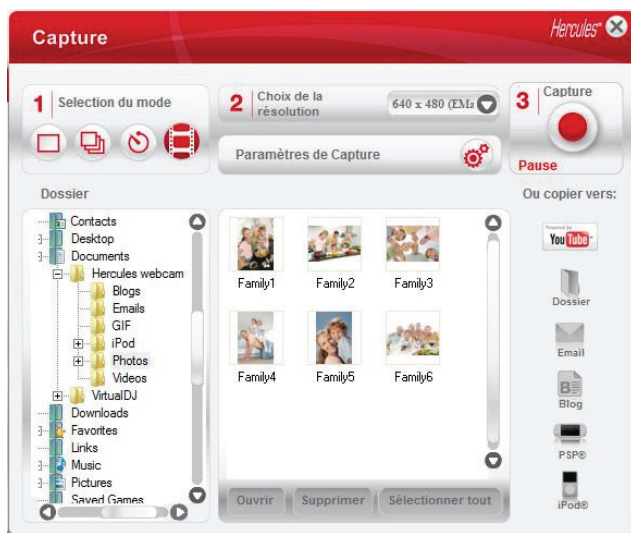 Capture
Hercules®
1 Selection du mode
2 Choix de la
résolution
640 x 480 (EMa
3 Capture
Pause
Paramètres de Capture
Dossier
Ou copier vers:
Contacts
Desktop
Documents
Hercules webcam
Blogs
Emails
GIF
iPod
Photos
Videos
VirtualDJ
Downloads
Favorites
Links
Music
Pictures
Saved Games
Family1 Family2 Family3
Family4 Family5 Family6
Ouvrir Supprimer Sélectionner tout
Powered by
YouTube
Dossier
Email
B
Blog
PSP®
iPod®